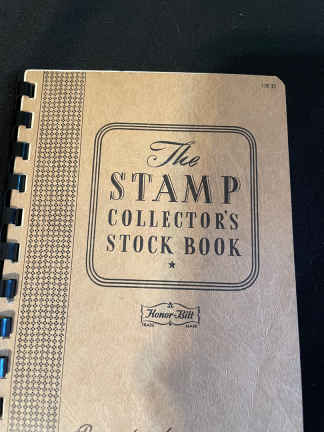 The
STAMP
COLLECTOR'S
STOCK BOOK
Honor-Bilt
TRADE MARK